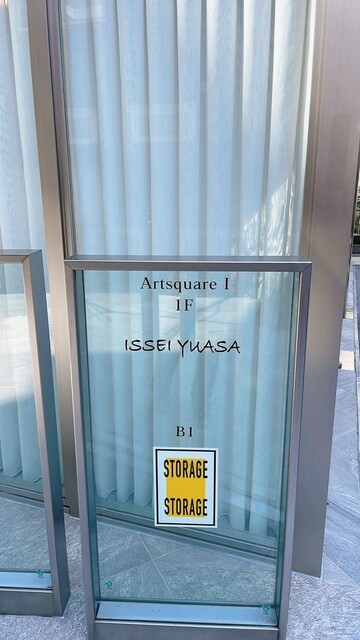 Artsquare I
1F
ISSEI YUASA
B1
STORAGE
STORAGE